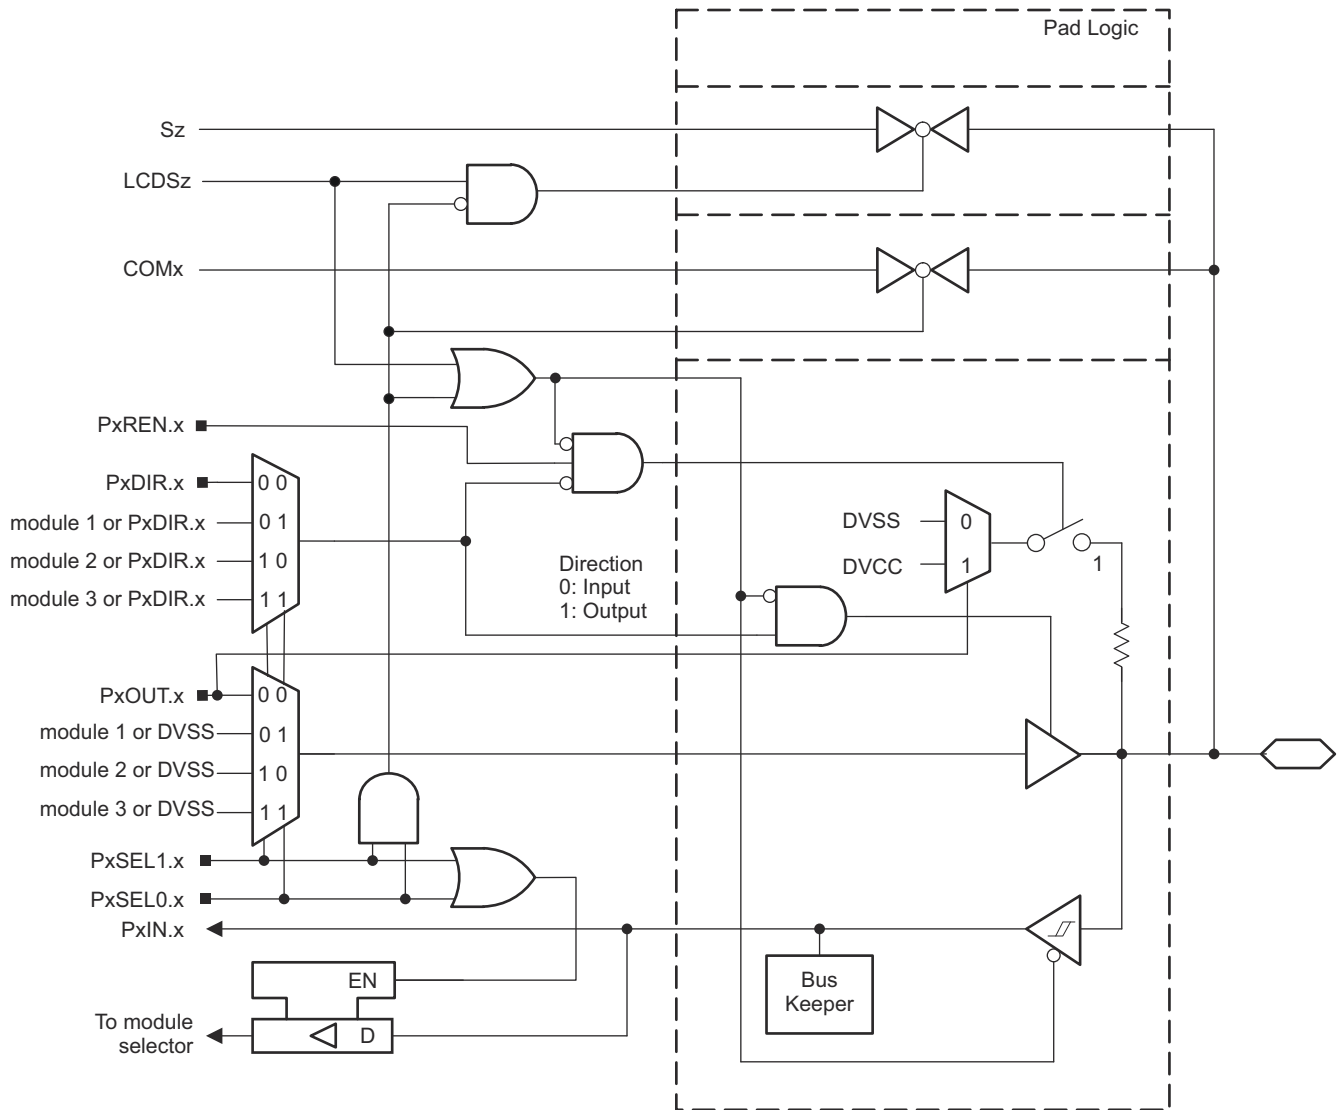 Pad Logic
Sz
LCDSz
COMx
PxREN.x
PxDIR.x
0 0
module 1 or PxDIR.x
0 1
module 2 or PxDIR.x
1 0
module 3 or PxDIR.x
1 1
Direction
0: Input
1: Output
DVSS
0
DVCC
1
1
PxOUT.x
0 0
module 1 or DVSS
0 1
module 2 or DVSS
1 0
module 3 or DVSS
1 1
PxSEL1.x
PxSEL0.x
PxIN.x
EN
D
To module
selector
Bus
Keeper